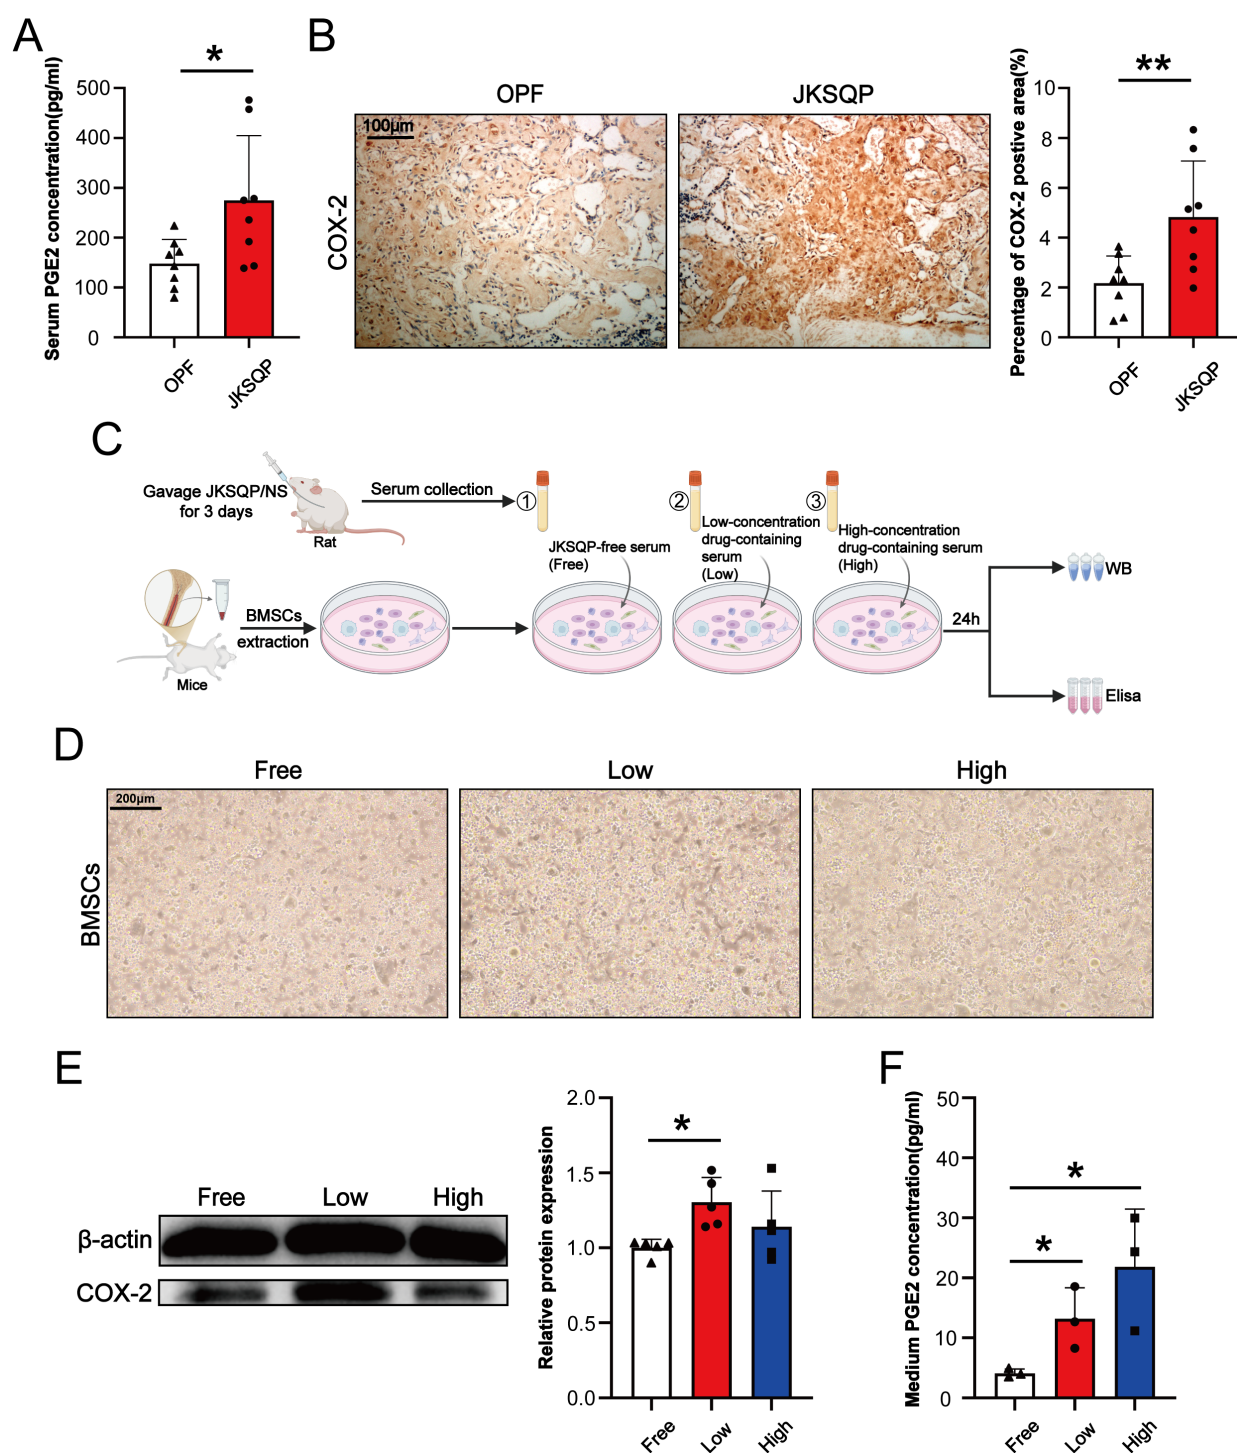 A
*
Serum PGE2 concentration(pg/ml)
500
400
300
200
100
0
OPF
JKSQP
B
OPF
JKSQP
100μm
COX-2
**
Percentage of COX-2 postive area(%)
10
8
6
4
2
0
OPF
JKSQP
C
Gavage JKSQP/NS
for 3 days
Rat
Serum collection
①
②
③
JKSQP-free serum
(Free)
Low-concentration
drug-containing
serum
(Low)
High-concentration
drug-containing serum
(High)
Mice
BMSCs
extraction
24h
WB
Elisa
D
Free
Low
High
200μm
BMSCs
E
Free
Low
High
β-actin
COX-2
*
Relative protein expression
2.0
1.5
1.0
0.5
0.0
Free
Low
High
F
*
*
Medium PGE2 concentration(pg/ml)
50
40
30
20
10
0
Free
Low
High